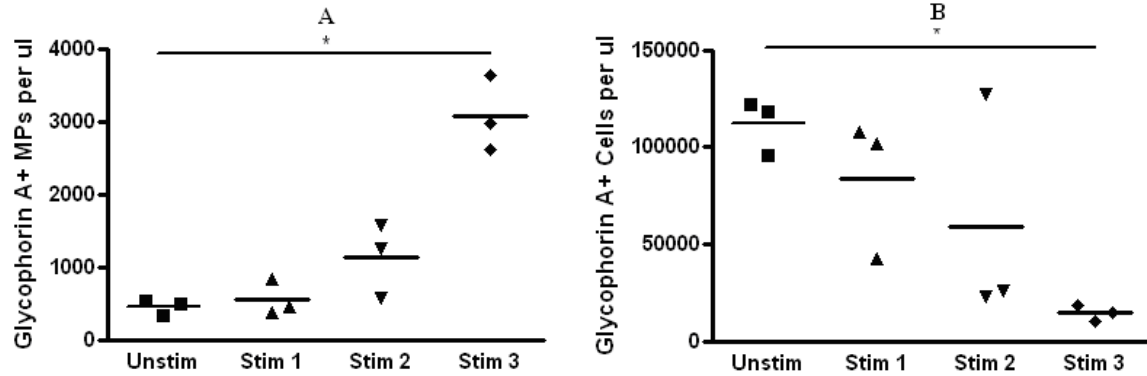 A
*
Glycophorin A+ MPs per ul
4000
3000
2000
1000
0
Unstim Stim 1 Stim 2 Stim 3
B
*
Glycophorin A+ Cells per ul
150000
100000
50000
0
Unstim Stim 1 Stim 2 Stim 3